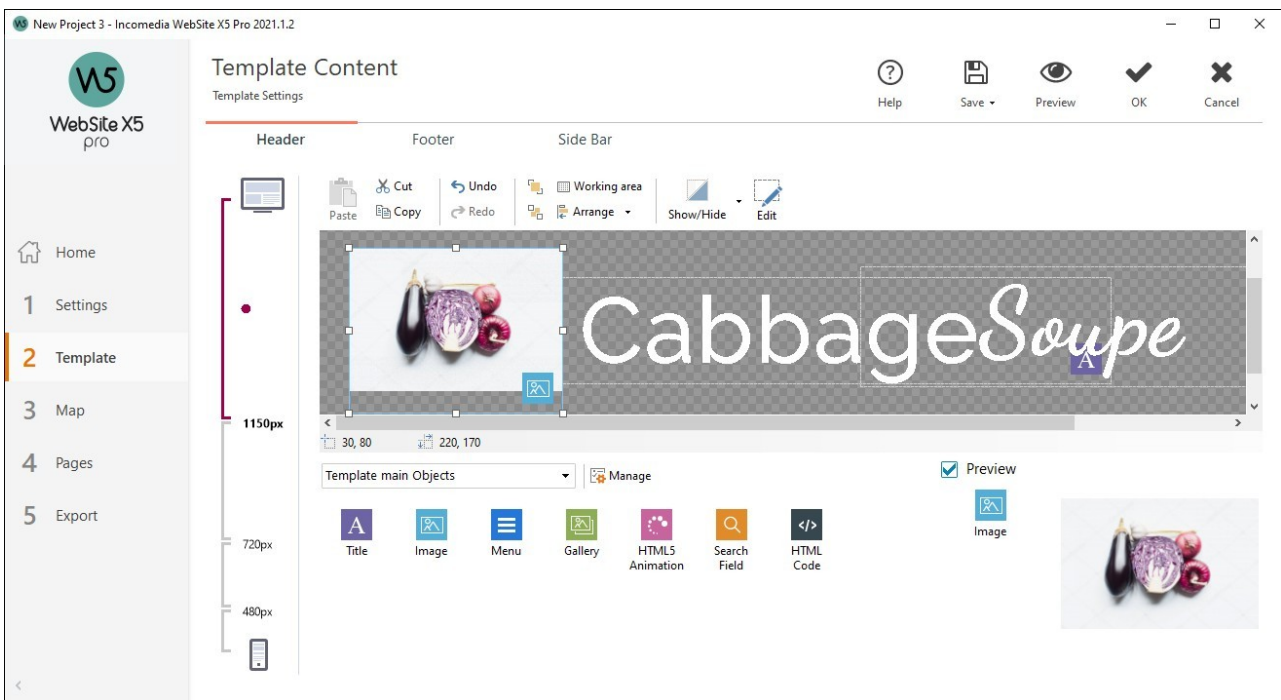 New Project 3 - Incomedia WebSite X5 Pro 2021.1.2
W5
WebSite X5
pro
Template Content
Template Settings
Help
Save
Preview
OK
Cancel
Header
Footer
Side Bar
Home
1 Settings
2 Template
3 Map
4 Pages
5 Export
Paste
Cut
Copy
Undo
Redo
Working area
Arrange
Show/Hide
Edit
CabbageSoupe
A
1150px
720px
480px
30, 80
220, 170
Template main Objects
Manage
Preview
A
Title
Image
Menu
Gallery
HTML5
Animation
Search
Field
</>
HTML
Code
Image